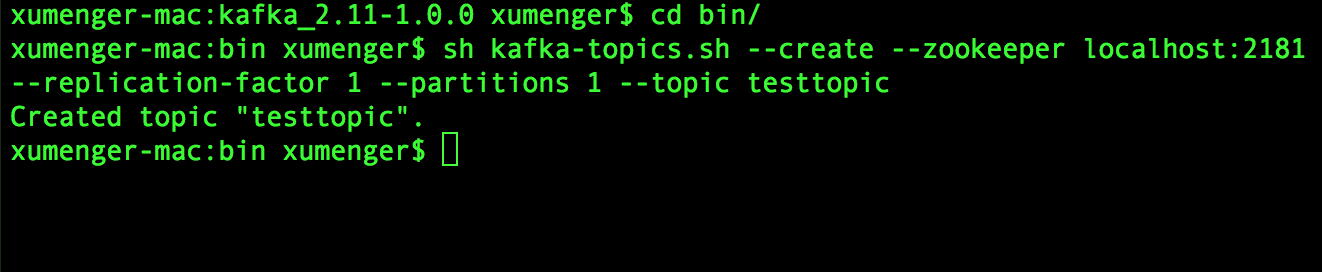 xumenger-mac:kafka_2.11-1.0.0 xumenger$ cd bin/
xumenger-mac:bin xumenger$ sh kafka-topics.sh --create --zookeeper localhost:2181
--replication-factor 1 --partitions 1 --topic testtopic
Created topic "testtopic".
xumenger-mac:bin xumenger$